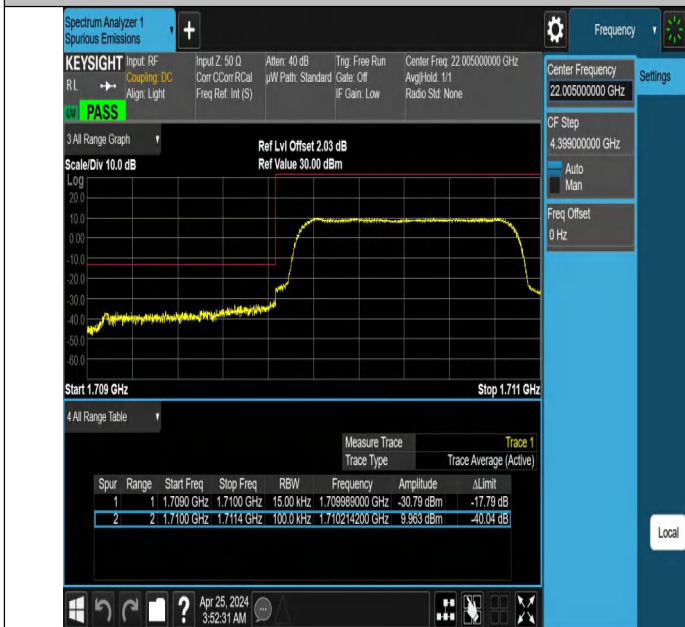 Spectrum Analyzer 1
Spurious Emissions
+
Frequency
KEYSIGHT Input: RF Input Z: 50 Ω Atten: 40 dB Trig: Free Run Center Freq: 22.005000000 GHz
RL Coupling: DC Corr CCorr RCal µW Path: Standard Gate: Off Avg|Hold: 1/1
Align: Light Freq Ref: Int (S) IF Gain: Low Radio Std: None
PASS
Center Frequency
22.005000000 GHz
Settings
CF Step
4.399000000 GHz
Auto
Man
Freq Offset
0 Hz
Local
3 All Range Graph
Ref Lvl Offset 2.03 dB
Scale/Div 10.0 dB Ref Value 30.00 dBm
Log
20.0
10.0
0.00
-10.0
-20.0
-30.0
-40.0
-50.0
-60.0
Start 1.709 GHz Stop 1.711 GHz
4 All Range Table
Measure Trace Trace 1
Trace Type Trace Average (Active)
Spur Range Start Freq Stop Freq RBW Frequency Amplitude ΔLimit
1 1 1.7090 GHz 1.7100 GHz 15.00 kHz 1.709989000 GHz -30.79 dBm -17.79 dB
2 2 1.7100 GHz 1.7114 GHz 100.0 kHz 1.710214200 GHz 9.963 dBm -40.04 dB
?
Apr 25, 2024
3:52:31 AM